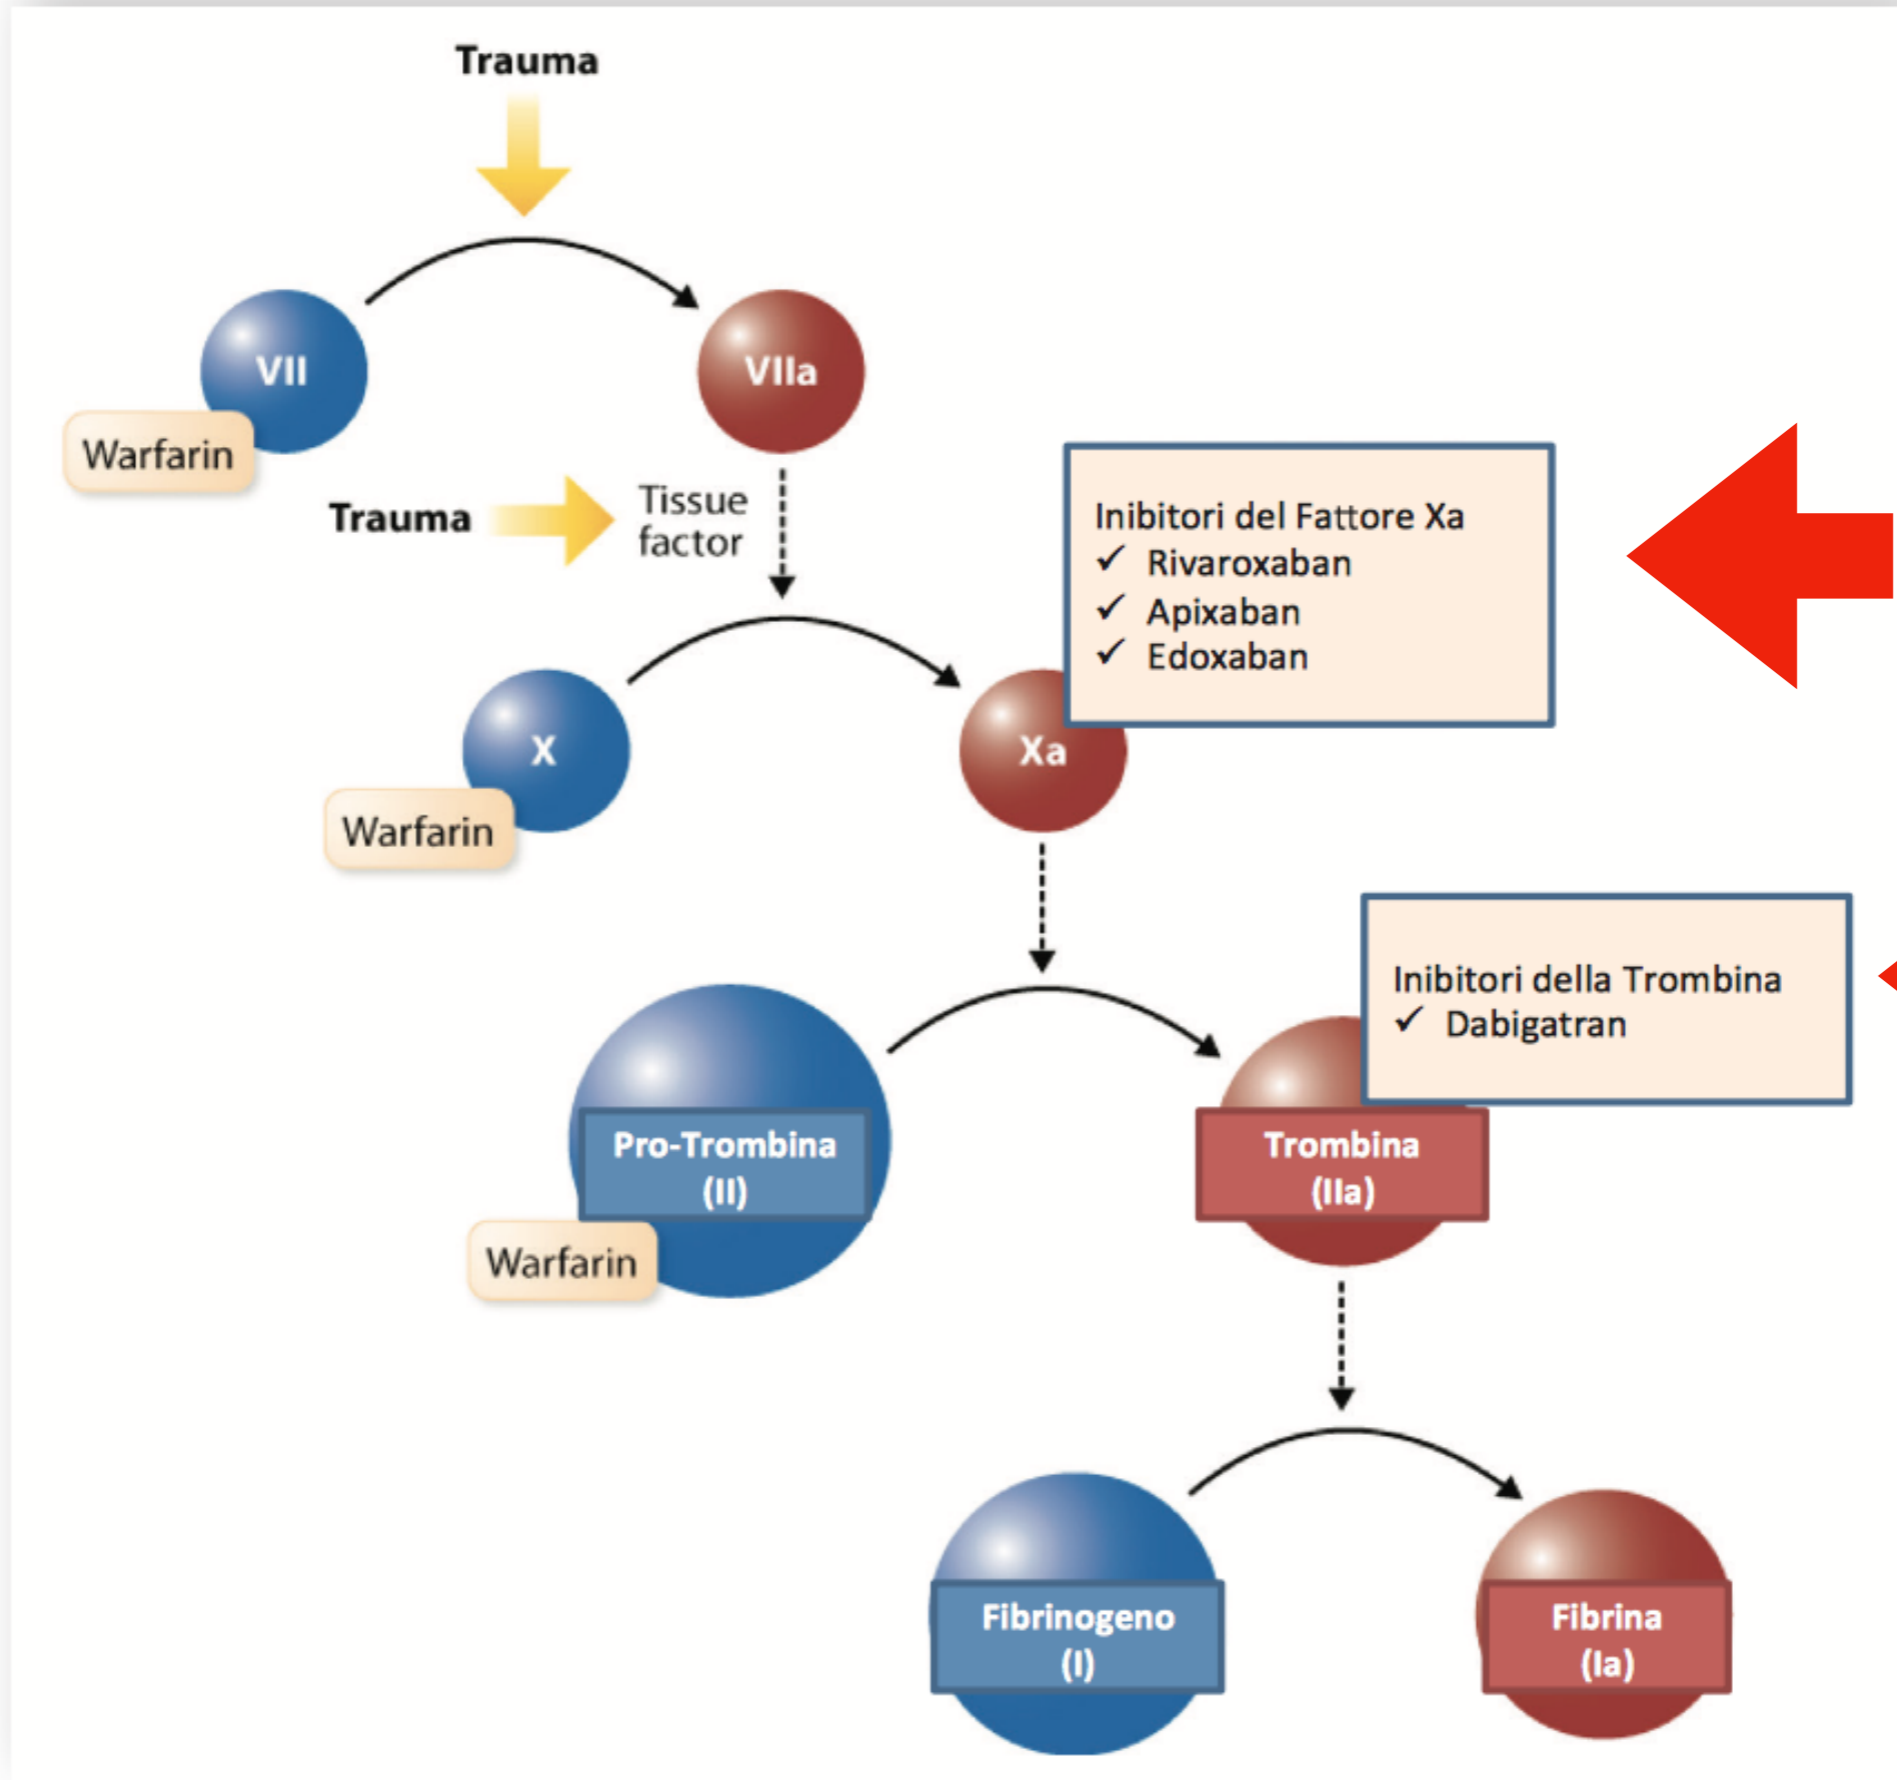 Trauma
VII
VIIa
Warfarin
Trauma
Tissue
factor
Inibitori del Fattore Xa
✓ Rivaroxaban
✓ Apixaban
✓ Edoxaban
X
Xa
Warfarin
Inibitori della Trombina
✓ Dabigatran
Pro-Trombina
(II)
Trombina
(IIa)
Warfarin
Fibrinogeno
(I)
Fibrina
(Ia)